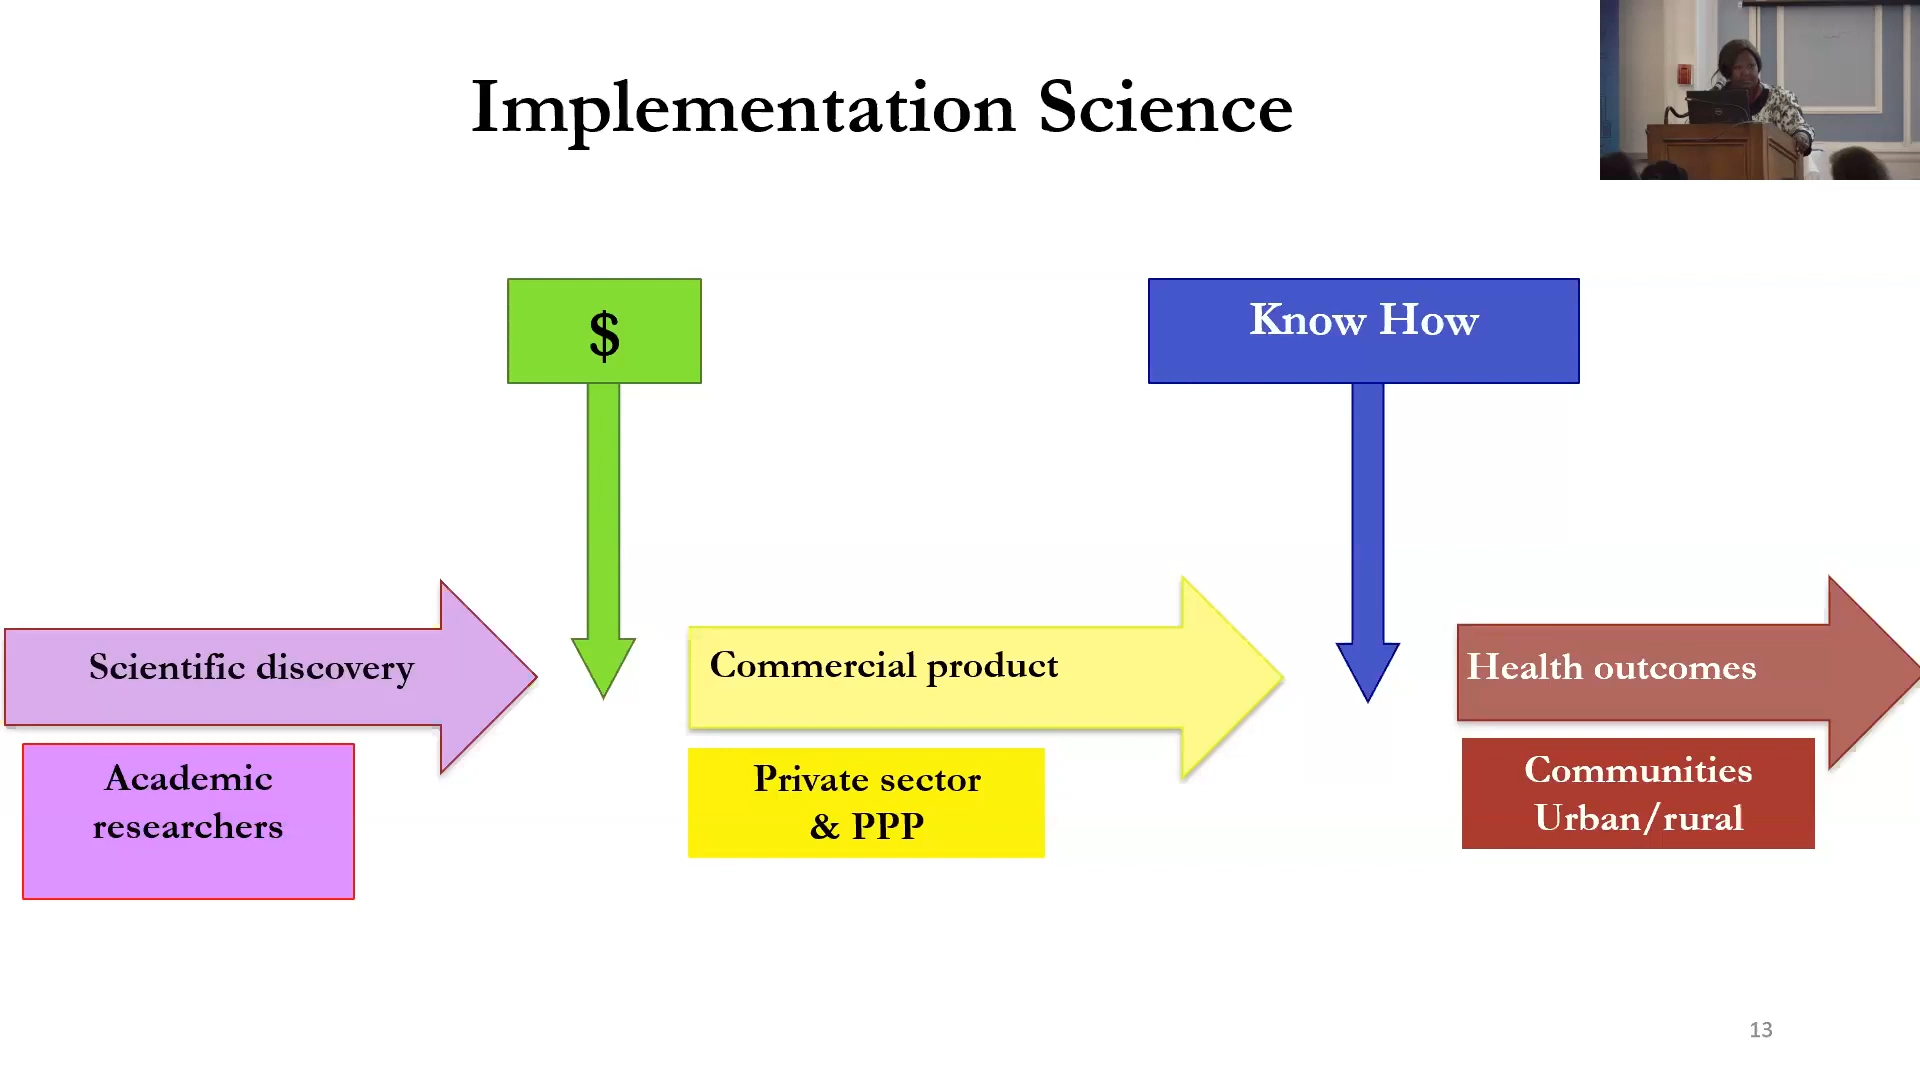 Implementation Science
$
Know How
Scientific discovery
Commercial product
Health outcomes
Academic
researchers
Private sector
& PPP
Communities
Urban/rural
13